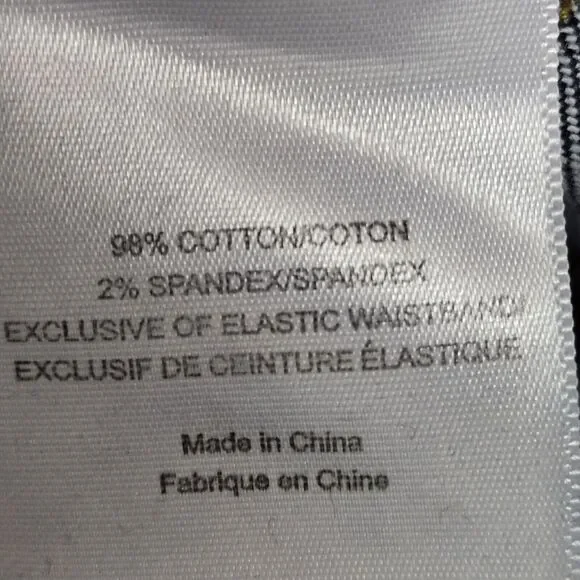 98% COTTON/COTON
2% SPANDEX/SPANDEX
EXCLUSIVE OF ELASTIC WAISTBAND/
EXCLUSIF DE CEINTURE ÉLASTIQUE
Made in China
Fabrique en Chine